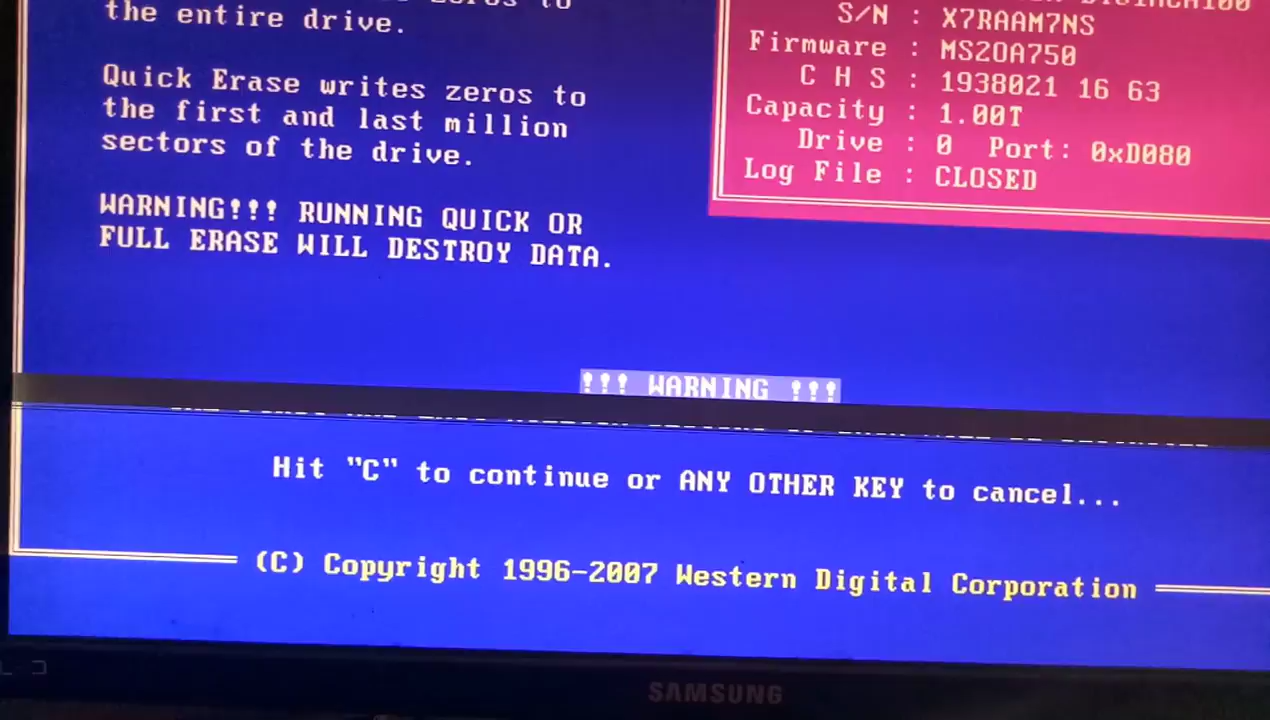 the entire drive.
Quick Erase writes zeros to
the first and last million
sectors of the drive.
WARNING!!! RUNNING QUICK OR
FULL ERASE WILL DESTROY DATA.
S/N : X7RAAM7NS
Firmware : MS2OA750
C H S : 1938021 16 63
Capacity : 1.00T
Drive : 0 Port: 0xD080
Log File : CLOSED
!!! WARNING !!!
Hit "C" to continue or ANY OTHER KEY to cancel...
(C) Copyright 1996-2007 Western Digital Corporation
SAMSUNG